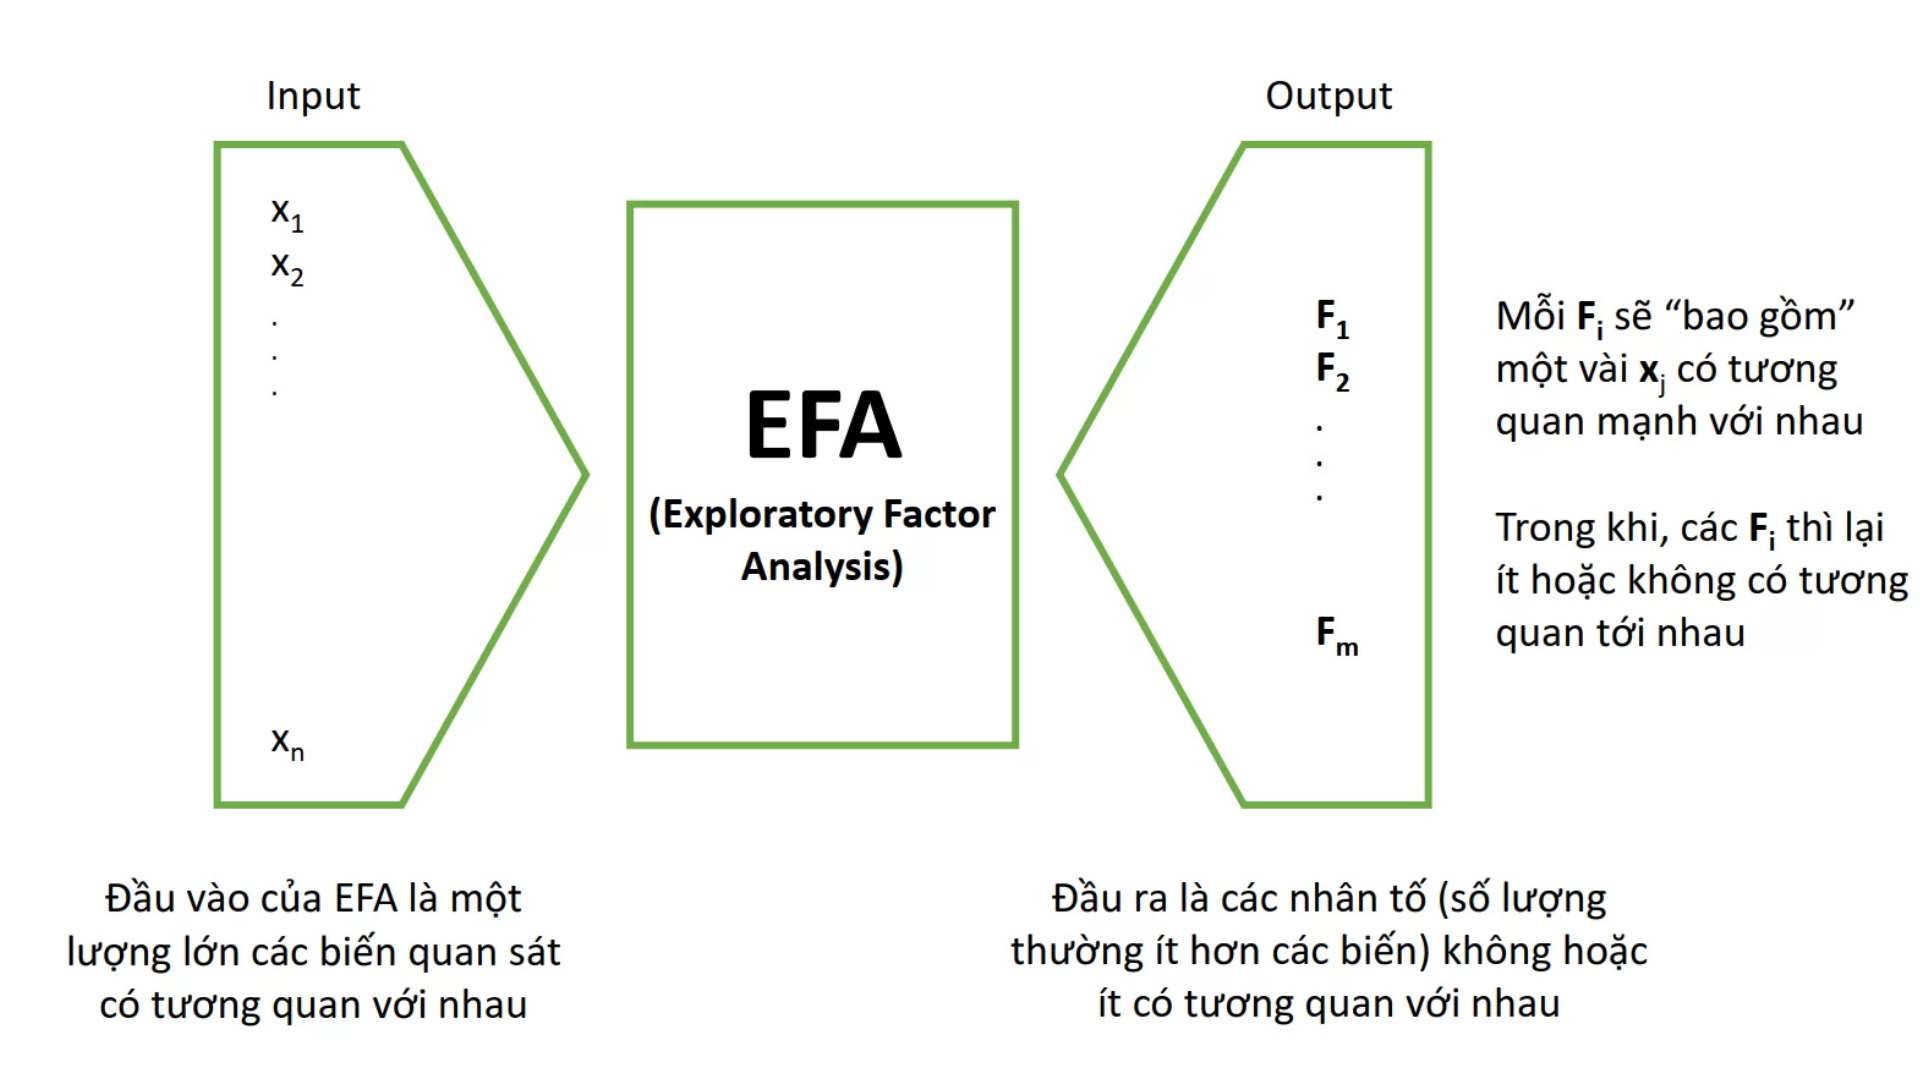 Input
Output
x1
x2
.
.
.
xn
EFA
(Exploratory Factor
Analysis)
F1
F2
.
.
.
Fm
Mỗi Fi sẽ “bao gồm”
một vài xj có tương
quan mạnh với nhau
Trong khi, các Fi thì lại
ít hoặc không có tương
quan tới nhau
Đầu vào của EFA là một
lượng lớn các biến quan sát
có tương quan với nhau
Đầu ra là các nhân tố (số lượng
thường ít hơn các biến) không hoặc
ít có tương quan với nhau